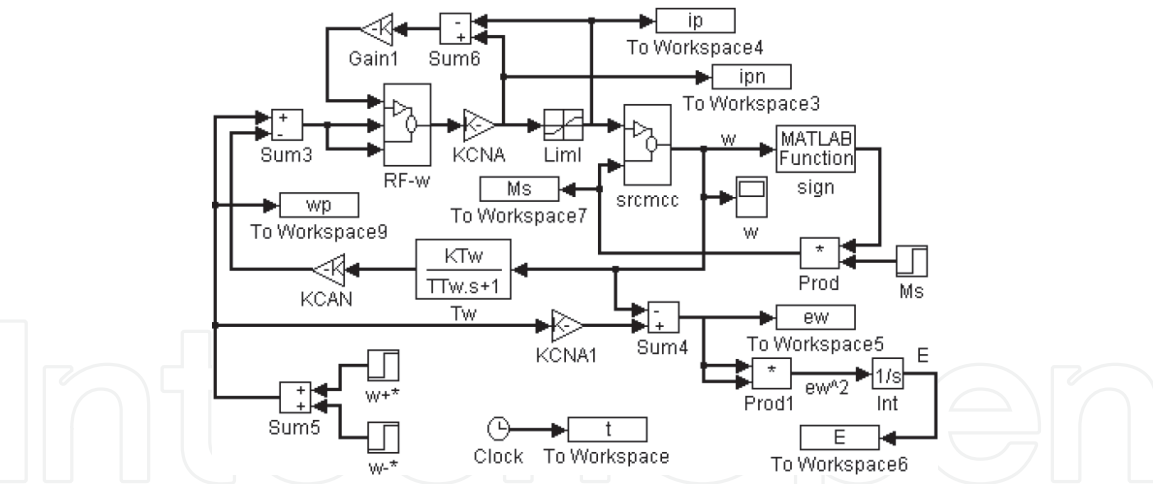 ip
To Workspace4
-K
Gain1
-
+
Sum6
ipn
To Workspace3
+
-
Sum3
RF-w
K-
KCNA
LimI
srcmcc
w
MATLAB
Function
sign
Ms
To Workspace7
w
wp
To Workspace9
*
Prod
Ms
-K
KCAN
KTw
TTw.s+1
Tw
K-
KCNA1
-
+
Sum4
ew
To Workspace5
*
Prod1
ew^2
1/s
Int
E
E
To Workspace6
w+*
+
+
Sum5
w-*
Clock
t
To Workspace
IntechOpen